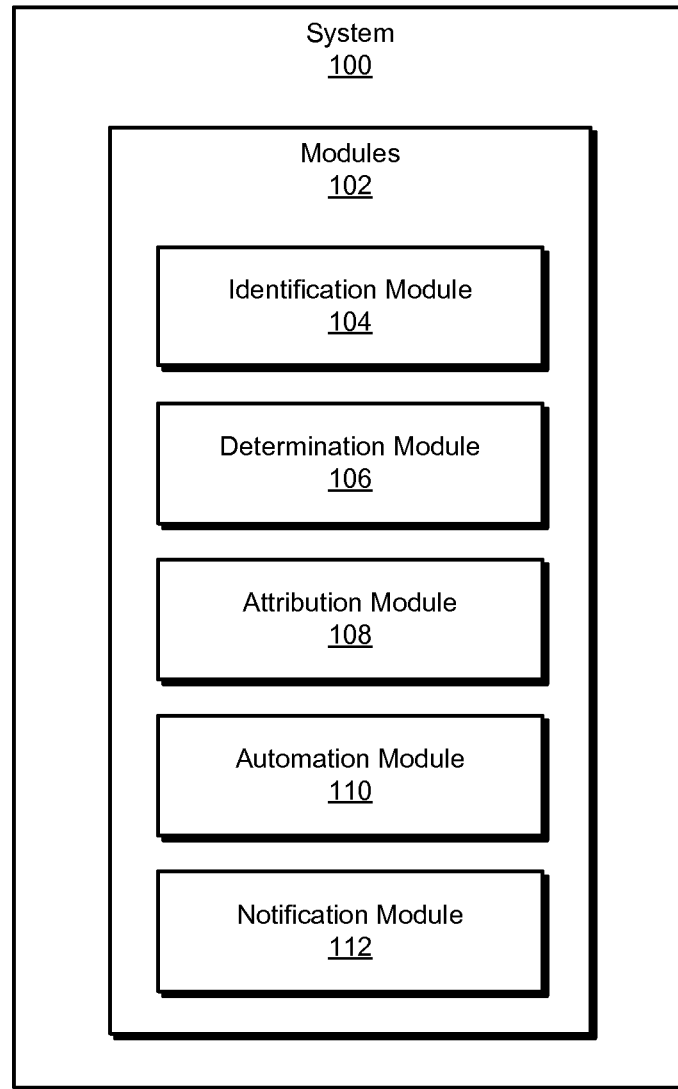 System
100
Modules
102
Identification Module
104
Determination Module
106
Attribution Module
108
Automation Module
110
Notification Module
112